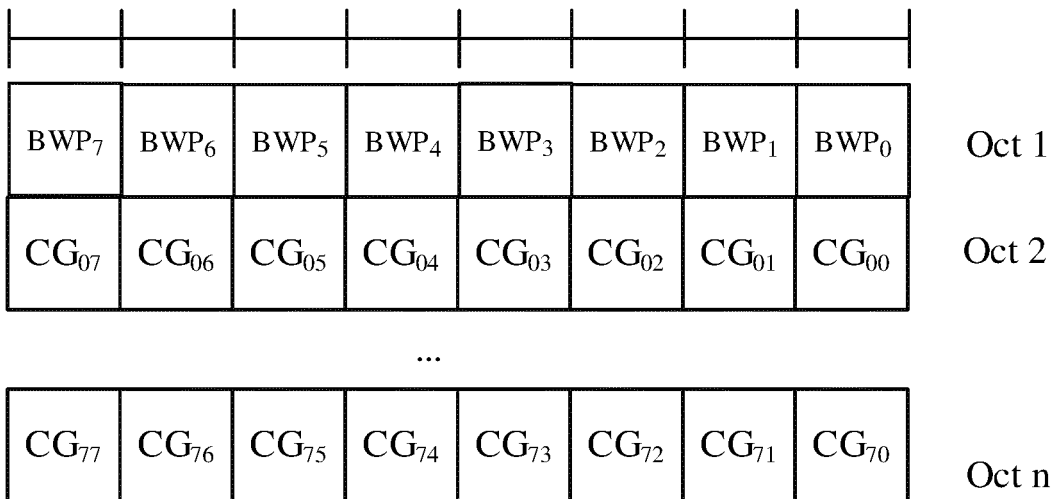 BWP₇ BWP₆ BWP₅ BWP₄ BWP₃ BWP₂ BWP₁ BWP₀ Oct 1
CG₀₇ CG₀₆ CG₀₅ CG₀₄ CG₀₃ CG₀₂ CG₀₁ CG₀₀ Oct 2
...
CG₇₇ CG₇₆ CG₇₅ CG₇₄ CG₇₃ CG₇₂ CG₇₁ CG₇₀ Oct n